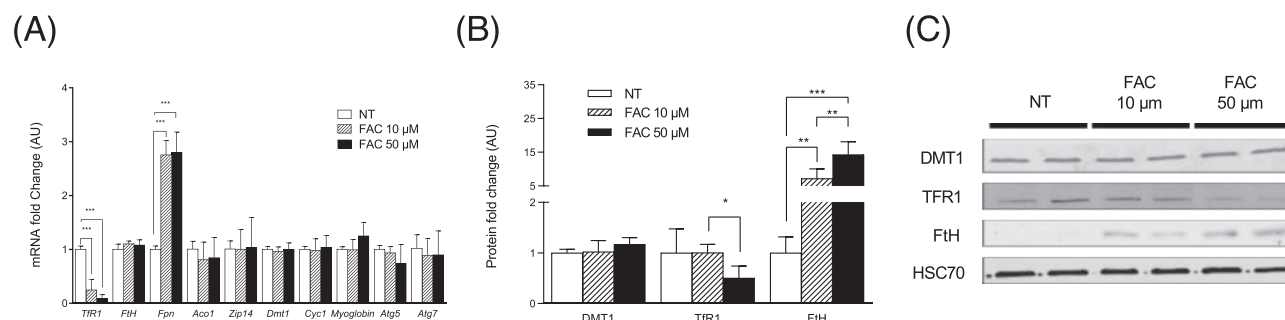 (A)
mRNA fold Change (AU)
4
3
2
1
0
***
***
***
***
NT
FAC 10 µM
FAC 50 µM
TfR1 FtH Fpn Aco1 Zip14 Dmt1 Cyc1 Myoglobin Atg5 Atg7
(B)
Protein fold change (AU)
35
25
15
5
2
1
0
NT
FAC 10 µM
FAC 50 µM
***
**
**
*
DMT1 TfR1 FtH
(C)
NT FAC 10 µm FAC 50 µm
DMT1
TFR1
FtH
HSC70